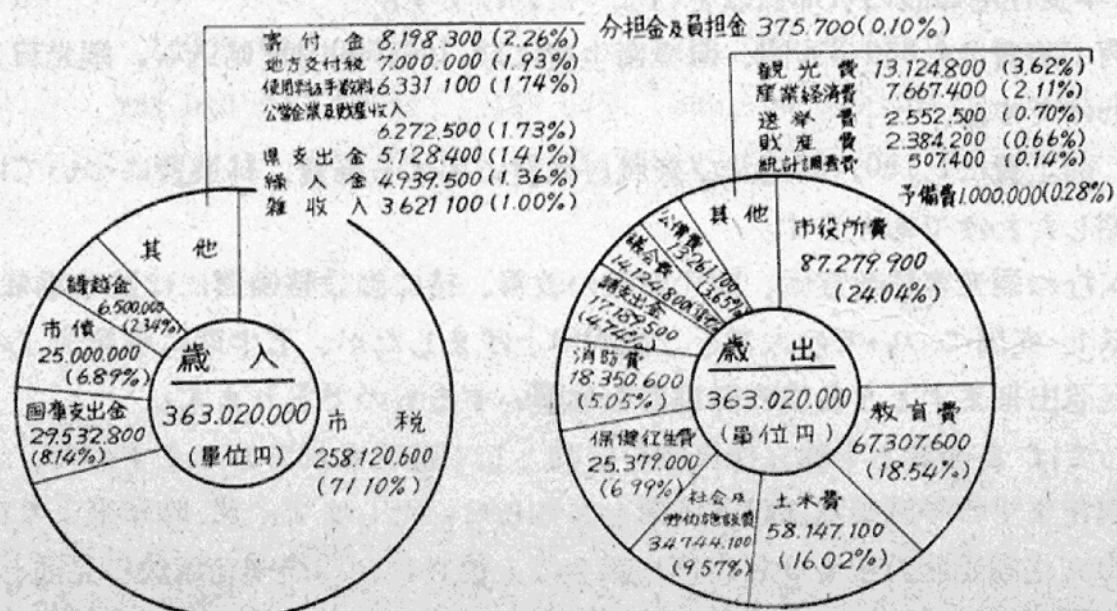 寄付金 8.198.300 (2.26%)
地方交付税 7.000.000 (1.93%)
使用料及手数料 6.331.100 (1.74%)
公営企業及財産収入
6.272.500 (1.73%)
県支出金 5.128.400 (1.41%)
繰入金 4.939.500 (1.36%)
雑収入 3.621.100 (1.00%)
分担金及員担金 375.700 (0.10%)
其他
繰越金
6.500.000
(2.34%)
市債
25.000.000
(6.89%)
国庫支出金
29.532.800
(8.14%)
歳入
363.020.000
(単位円)
市税
258.120.600
(71.10%)
観光費 13.124.800 (3.62%)
産業経済費 7.667.400 (2.11%)
選挙費 2.552.500 (0.70%)
財産費 2.384.200 (0.66%)
統計調査費 507.400 (0.14%)
予備費 1.000.000 (0.28%)
其他
公債費
13.261.100
(3.65%)
議会費
14.124.800
諸支出金
(4.74%)
消防費
18.350.600
(5.05%)
保健衛生費
25.379.000
(6.99%)
社会及
労働施設費
34.744.100
(9.57%)
土木費
58.147.100
(16.02%)
教育費
67.307.600
(18.54%)
市役所費
87.279.900
(24.04%)
歳出
363.020.000
(単位円)